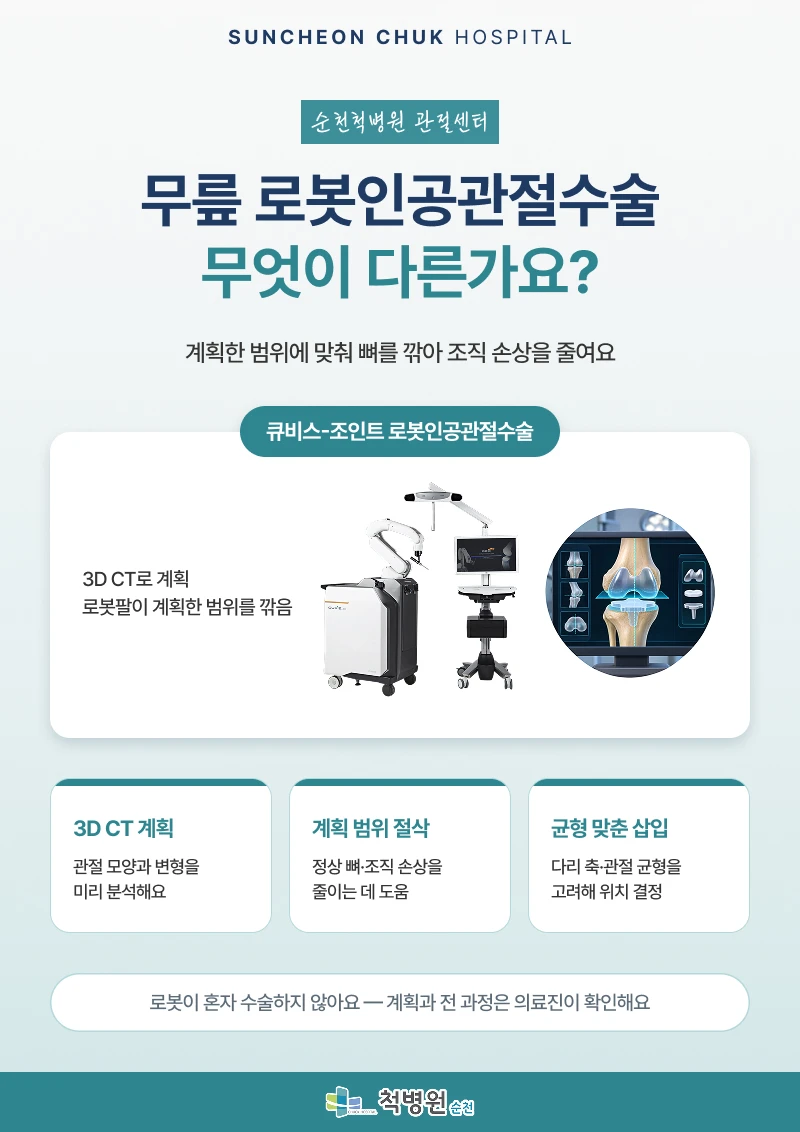 SUNCHEON CHUK HOSPITAL
순천척병원 관절센터
무릎 로봇인공관절수술
무엇이 다른가요?
계획한 범위에 맞춰 뼈를 깎아 조직 손상을 줄여요
큐비스-조인트 로봇인공관절수술
3D CT로 계획
로봇팔이 계획한 범위를 깎음
3D CT 계획
관절 모양과 변형을
미리 분석해요
계획 범위 절삭
정상 뼈·조직 손상을
줄이는 데 도움
균형 맞춘 삽입
다리 축·관절 균형을
고려해 위치 결정
로봇이 혼자 수술하지 않아요 — 계획과 전 과정은 의료진이 확인해요
척병원 순천